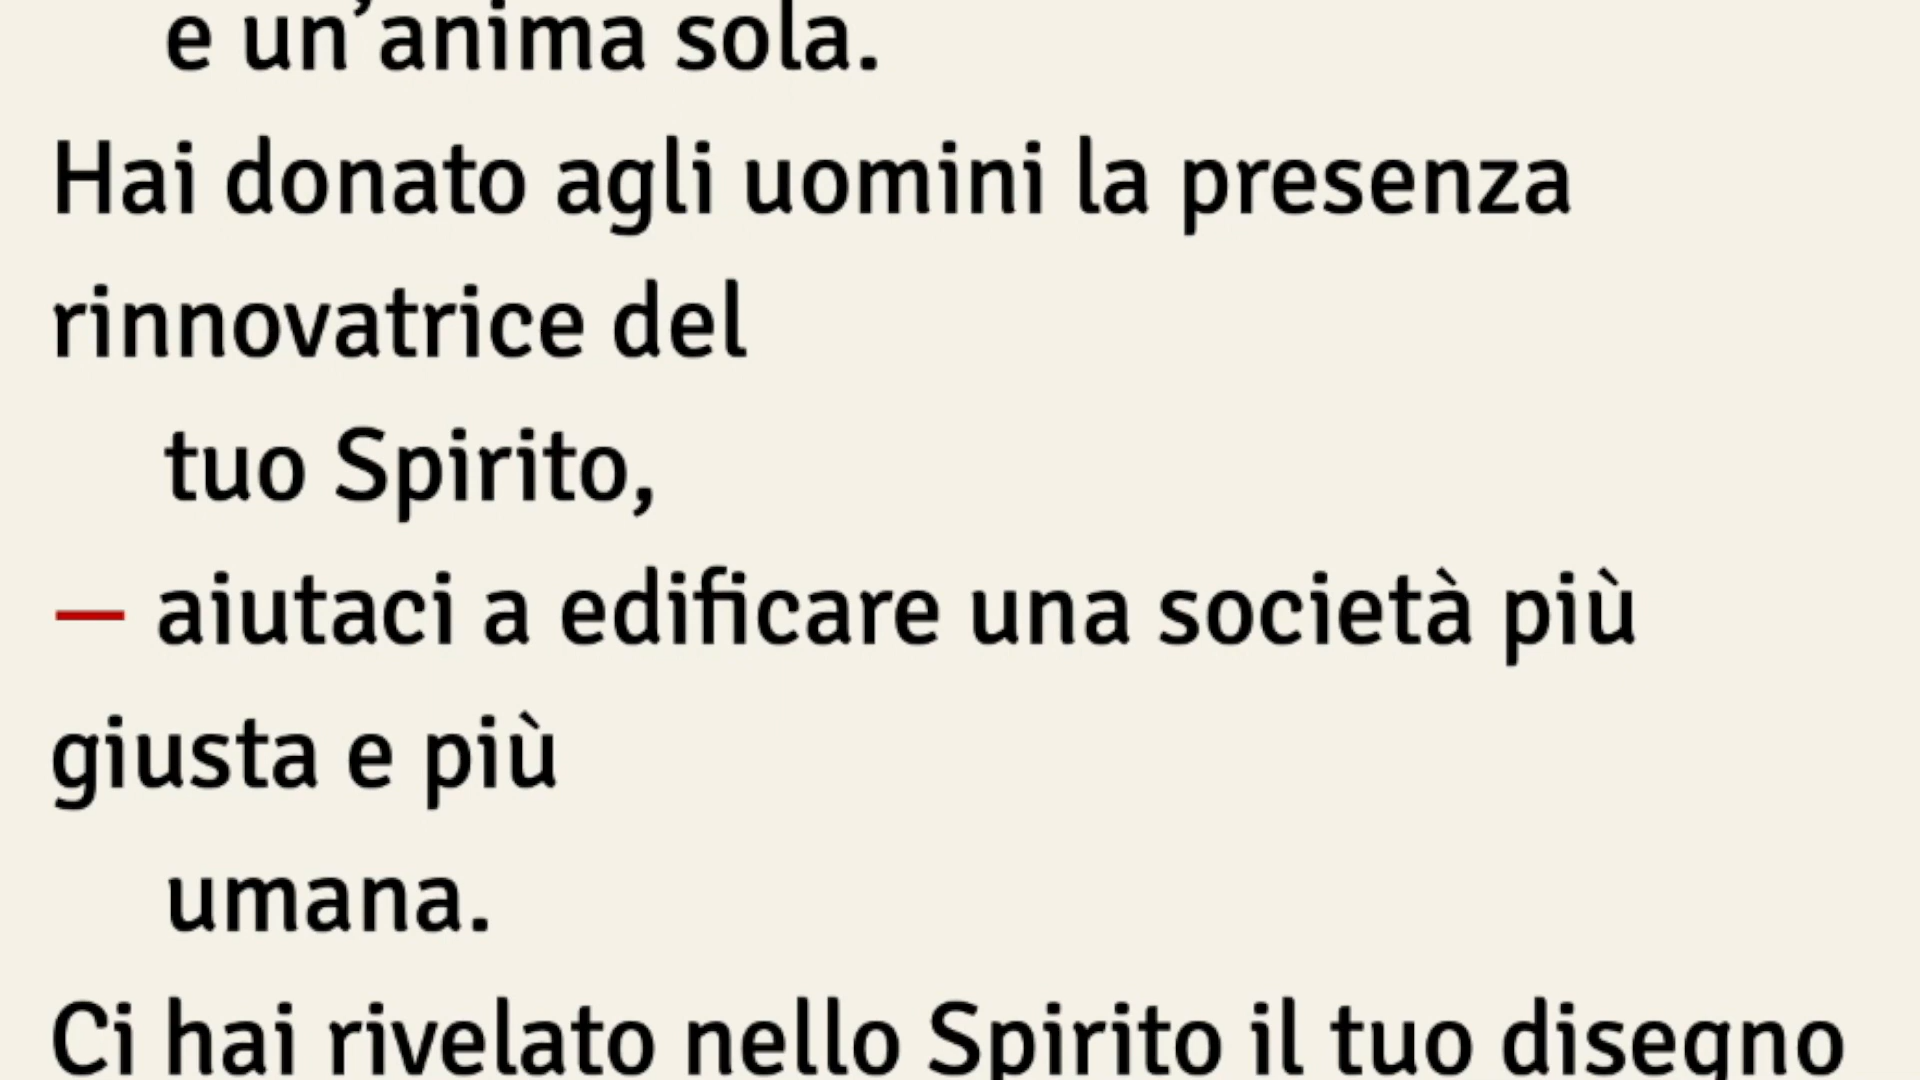 e un’anima sola.
Hai donato agli uomini la presenza
rinnovatrice del
tuo Spirito,
— aiutaci a edificare una società più
giusta e più
umana.
Ci hai rivelato nello Spirito il tuo disegno